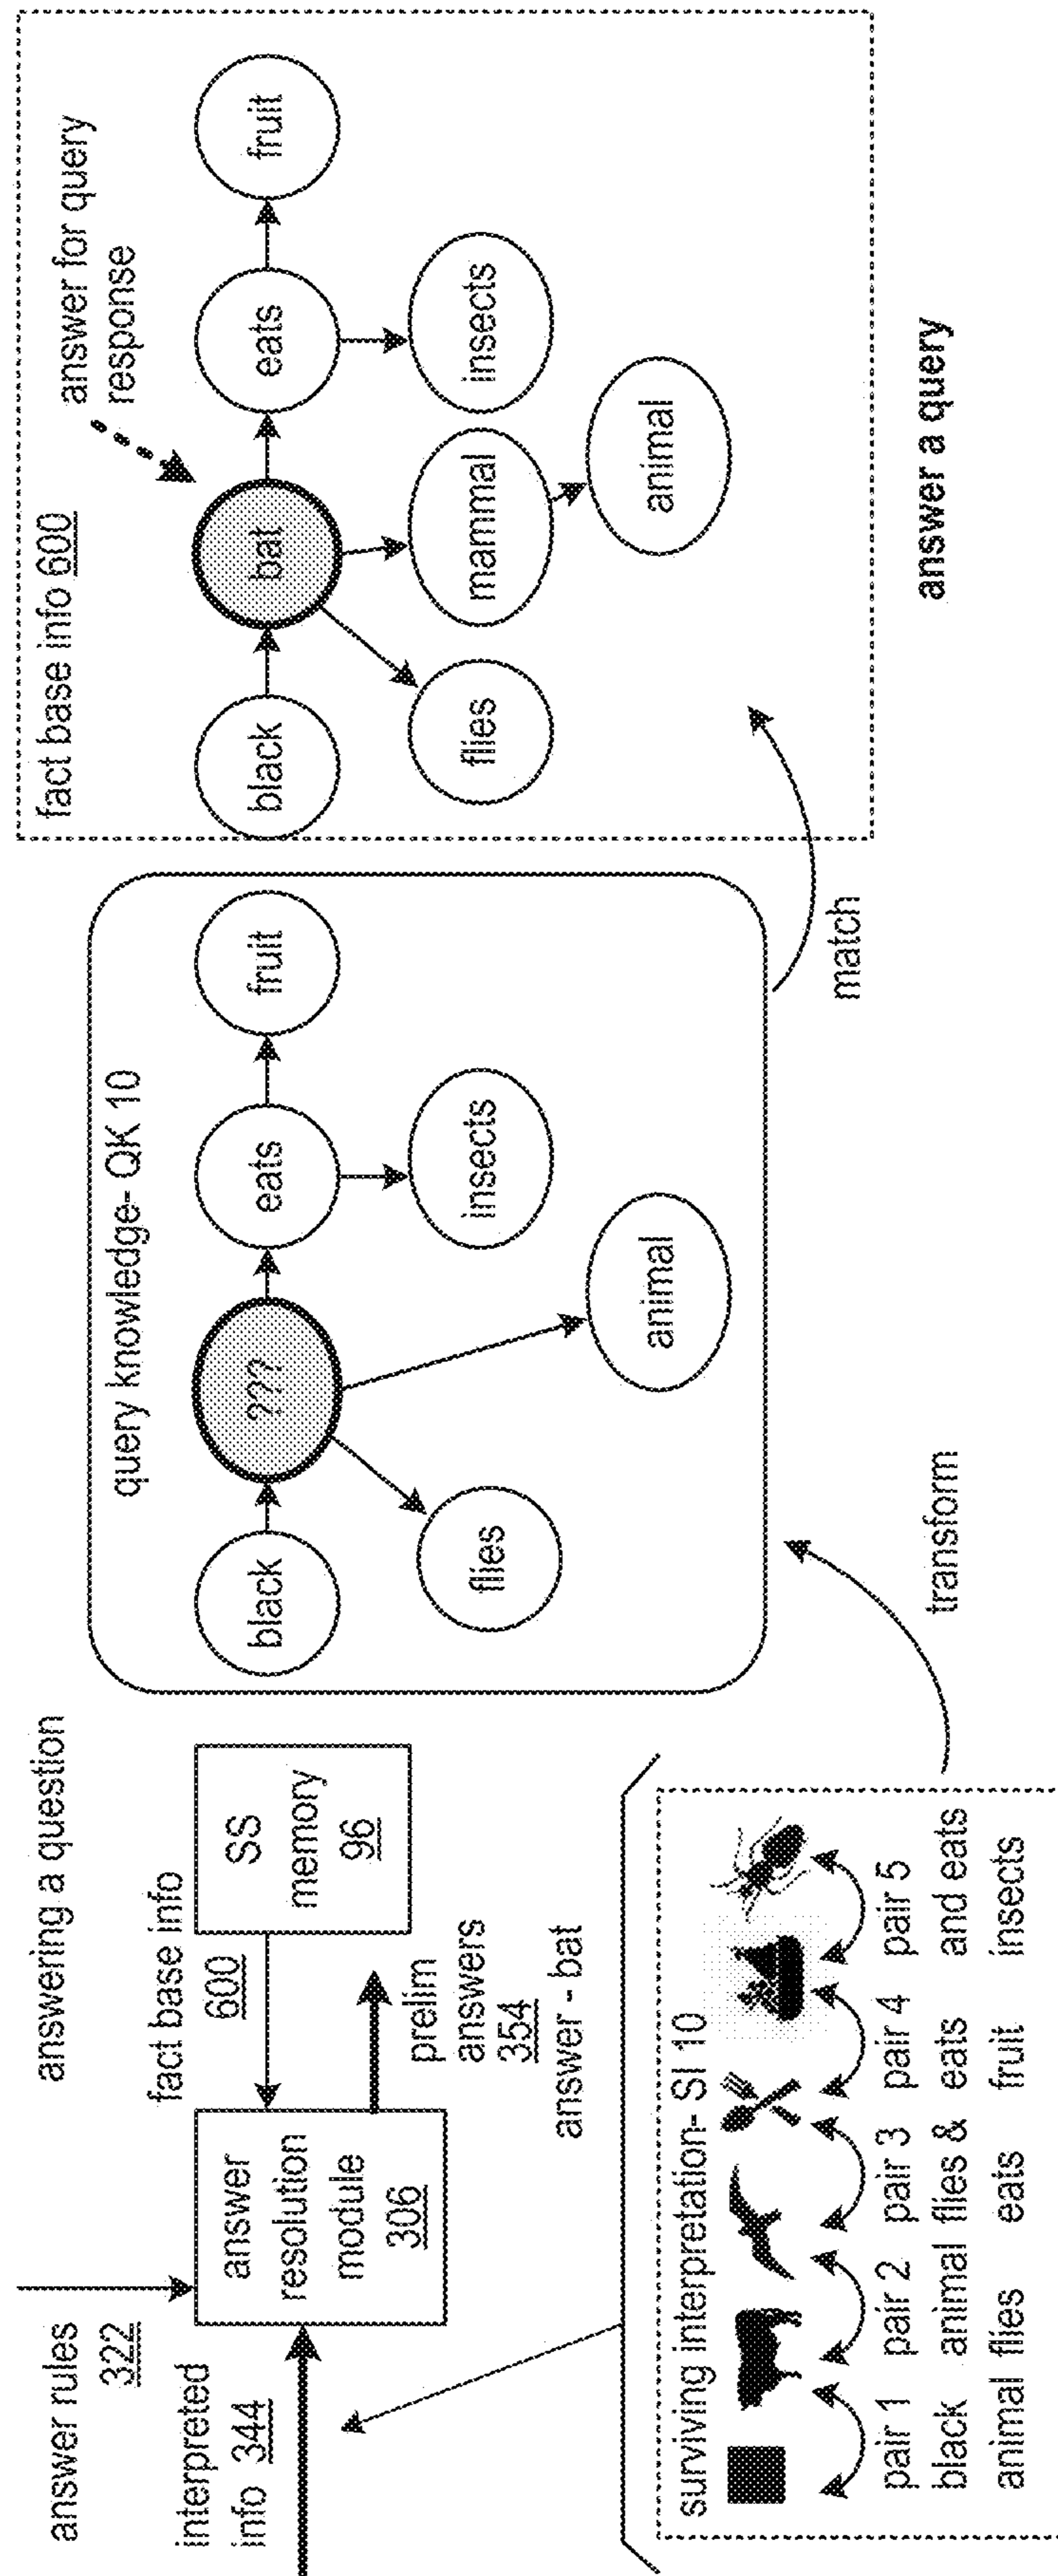 answering a question
answer rules
322
interpreted
info 344
answer
resolution
module
306
fact base info
600
SS
memory
96
prelim
answers
354
answer - bat
surviving interpretation- SI 10
pair 1
black
animal
pair 2
animal
flies
pair 3
flies &
eats
pair 4
eats
fruit
pair 5
and eats
insects
transform
query knowledge- QK 10
black
???
eats
fruit
flies
insects
animal
match
fact base info 600
answer for query
response
black
bat
eats
fruit
flies
mammal
insects
animal
answer a query